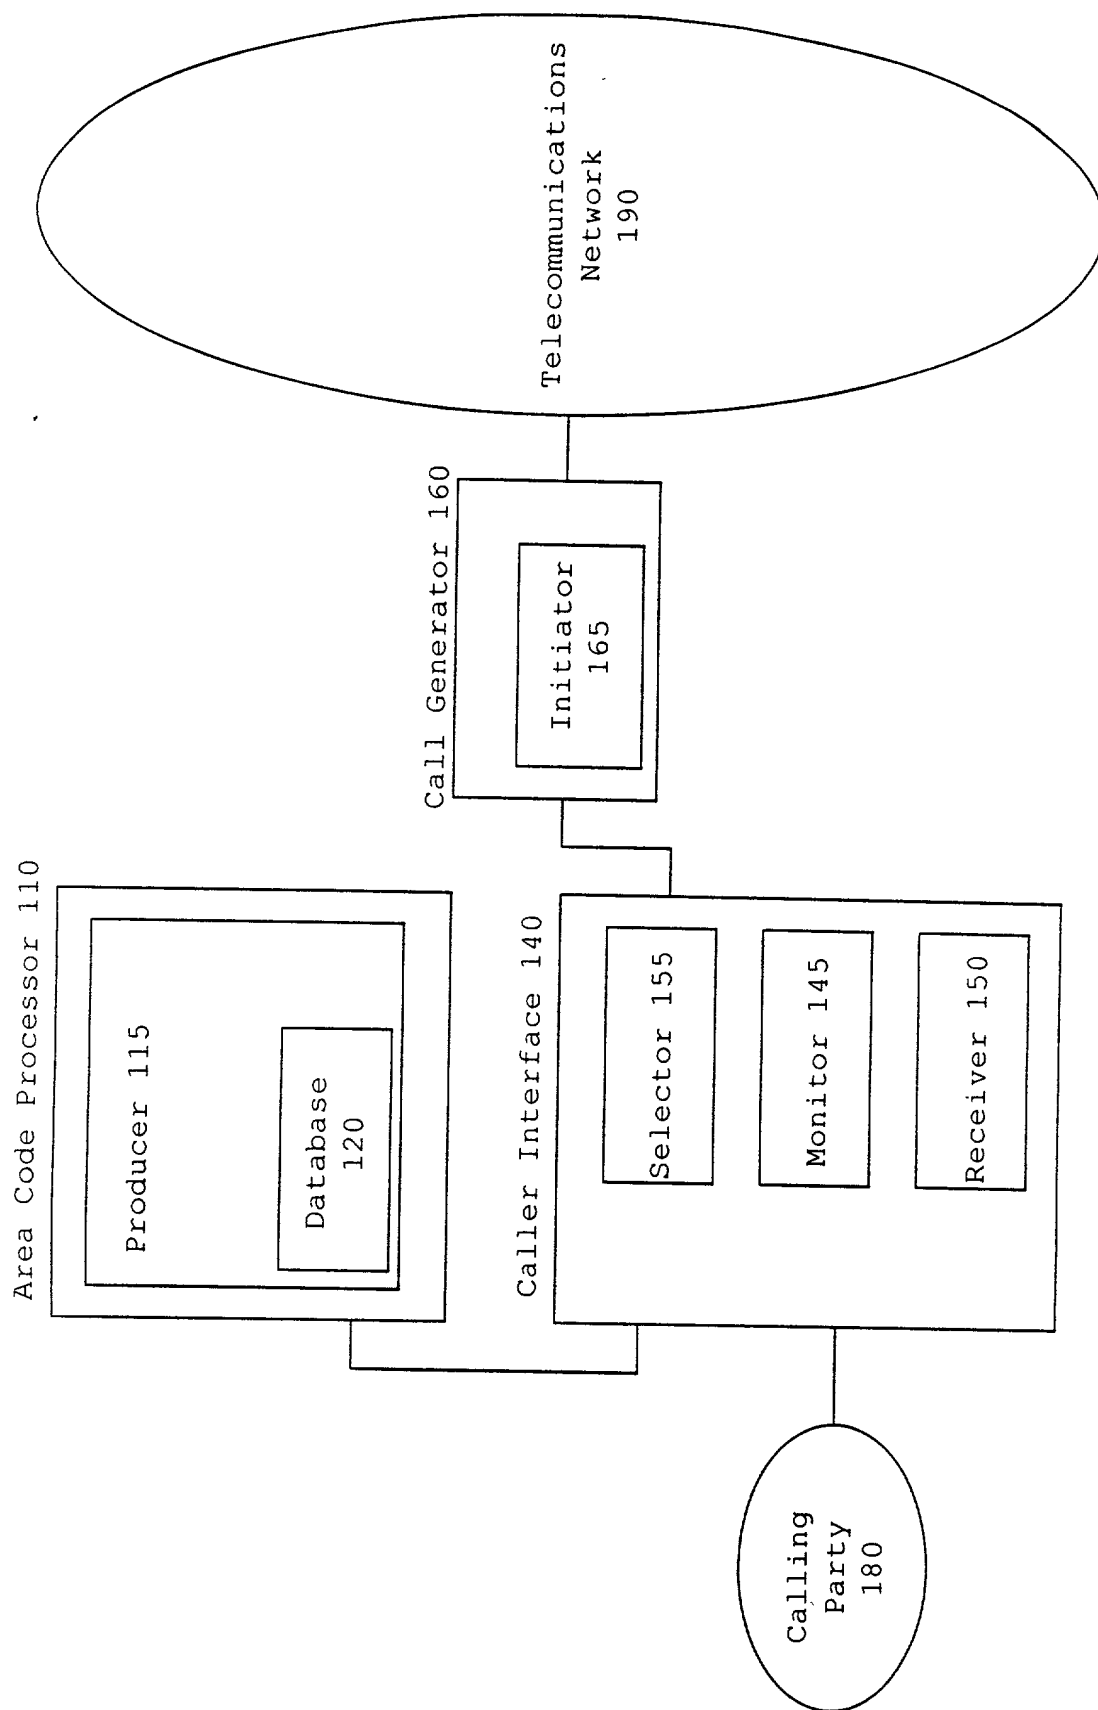 Area Code Processor 110
Producer 115
Database
120
Caller Interface 140
Selector 155
Monitor 145
Receiver 150
Calling
Party
180
Call Generator 160
Initiator
165
Telecommunications
Network
190